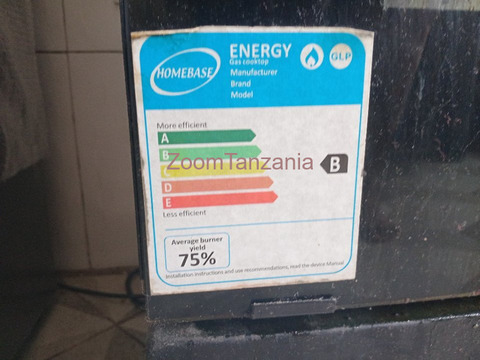 HOMEBASE
ENERGY
Gas cooktop
Manufacturer
Brand
Model
GLP
More efficient
A
B
C
D
E
Less efficient
B
ZoomTanzania
Average burner
yield
75%
Installation instructions and use recommendations, read the device Manual